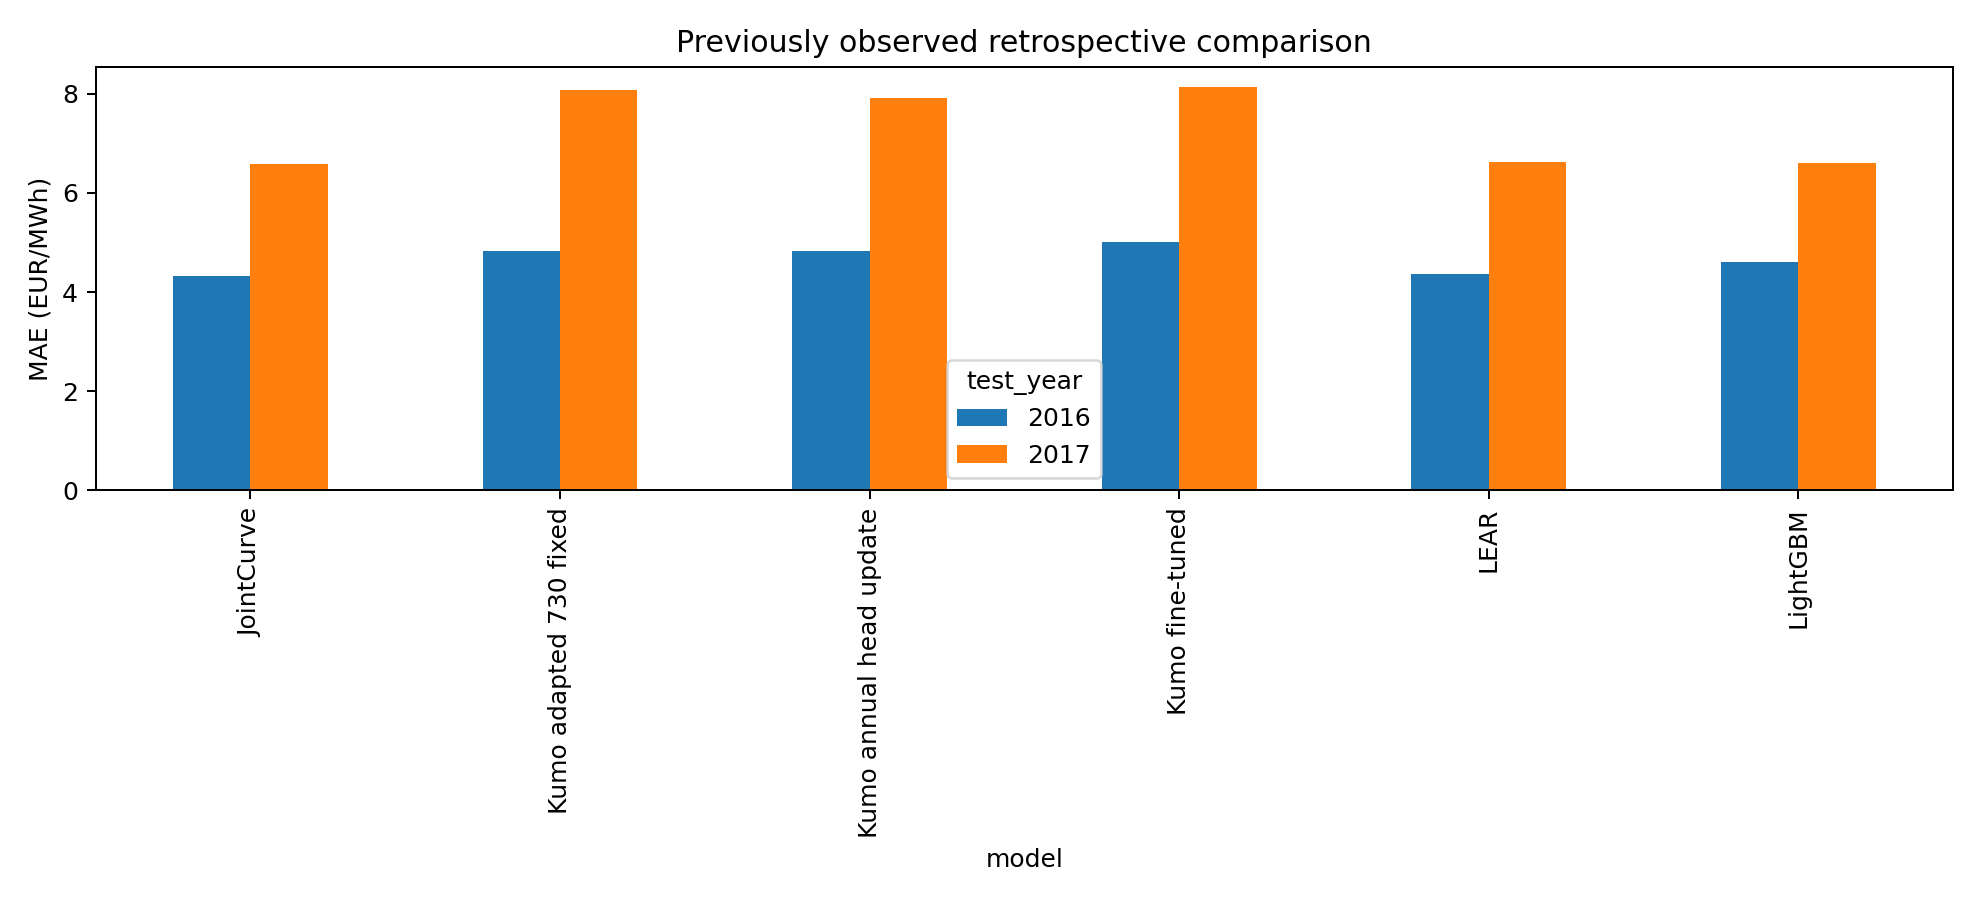 Previously observed retrospective comparison
MAE (EUR/MWh)
8
6
4
2
0
test_year
2016
2017
JointCurve
Kumo adapted 730 fixed
Kumo annual head update
Kumo fine-tuned
LEAR
LightGBM
model